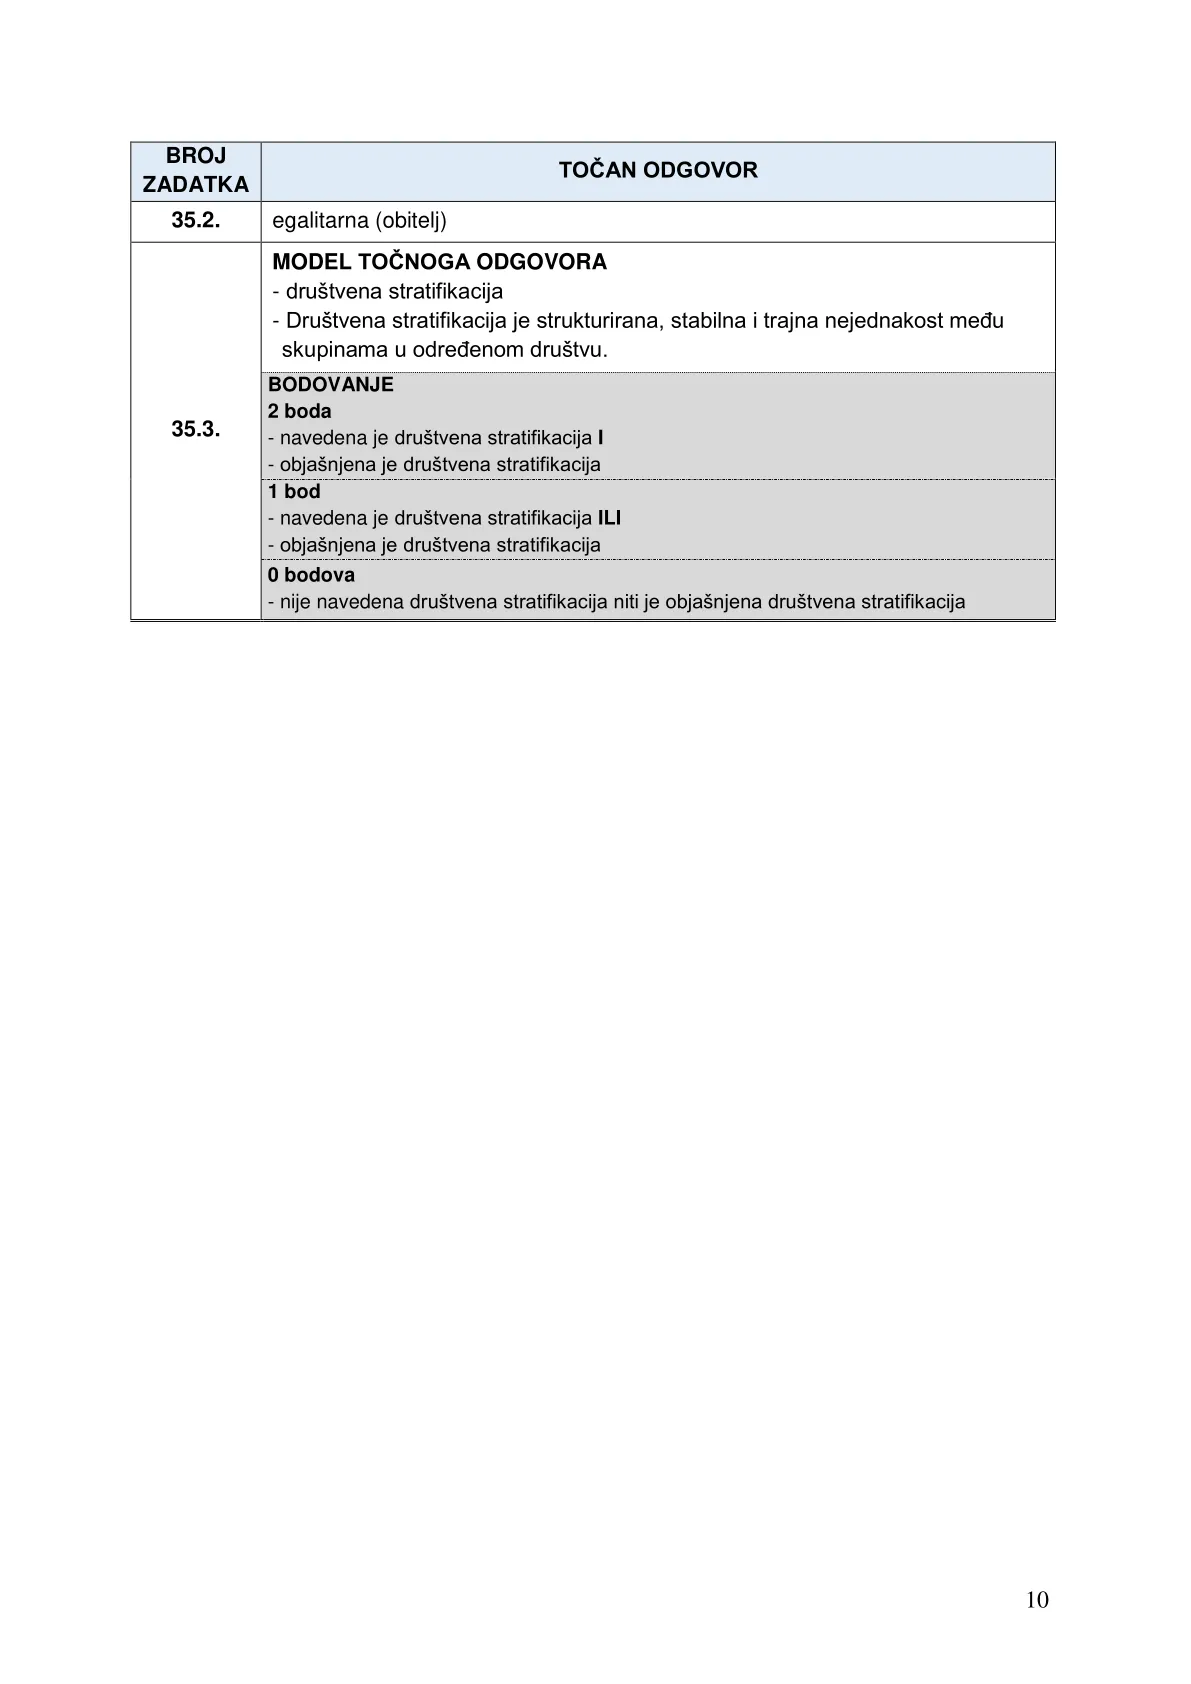 BROJ
ZADATKA
TOČAN ODGOVOR
35.2.
egalitarna (obitelj)
35.3.
MODEL TOČNOGA ODGOVORA
- društvena stratifikacija
- Društvena stratifikacija je strukturirana, stabilna i trajna nejednakost među
skupinama u određenom društvu.
BODOVANJE
2 boda
- navedena je društvena stratifikacija I
- objašnjena je društvena stratifikacija
1 bod
- navedena je društvena stratifikacija ILI
- objašnjena je društvena stratifikacija
0 bodova
- nije navedena društvena stratifikacija niti je objašnjena društvena stratifikacija
10